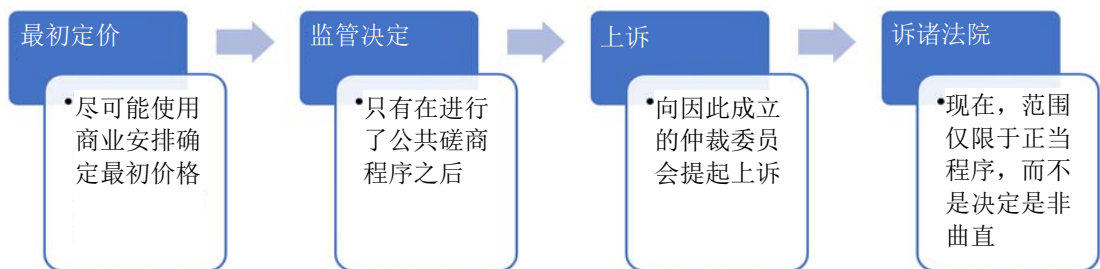 最初定价
•尽可能使用
商业安排确
定最初价格
监管决定
•只有在进行
了公共磋商
程序之后
上诉
•向因此成立
的仲裁委员
会提起上诉
诉诸法院
•现在，范围
仅限于正当
程序，而不
是决定是非
曲直